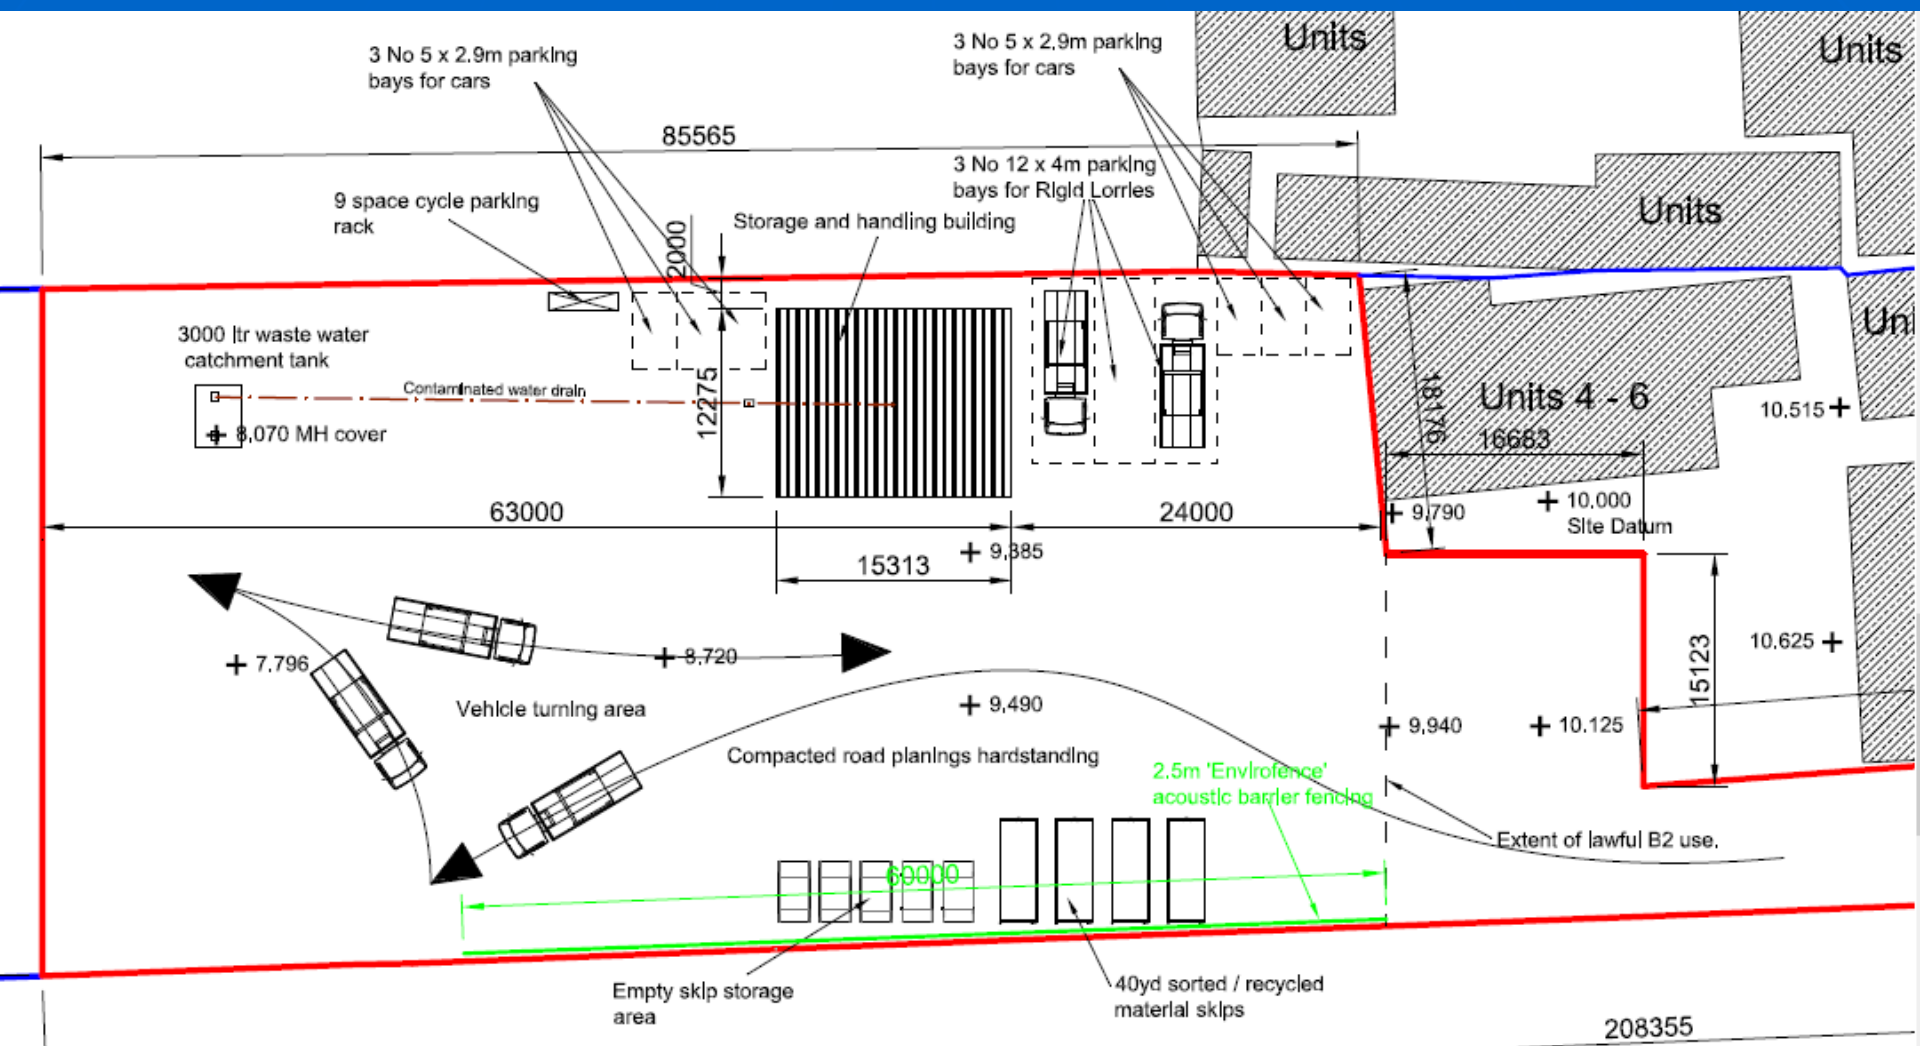 3 No 5 x 2.9m parking
bays for cars
3 No 5 x 2.9m parking
bays for cars
Units
Units
85565
3 No 12 x 4m parking
bays for Rigid Lorries
9 space cycle parking
rack
2000
Storage and handling building
Units
3000 ltr waste water
catchment tank
Contaminated water drain
8,070 MH cover
12275
18176
Units 4 - 6
16683
10.515
63000
24000
9,790
10.000
Site Datum
9,385
15313
7.796
8,720
10.625
15123
Vehicle turning area
9,490
9,940
10.125
Compacted road planings hardstanding
2.5m 'Envirofence'
acoustic barrier fencing
Extent of lawful B2 use.
60000
Empty skip storage
area
40yd sorted / recycled
material skips
208355